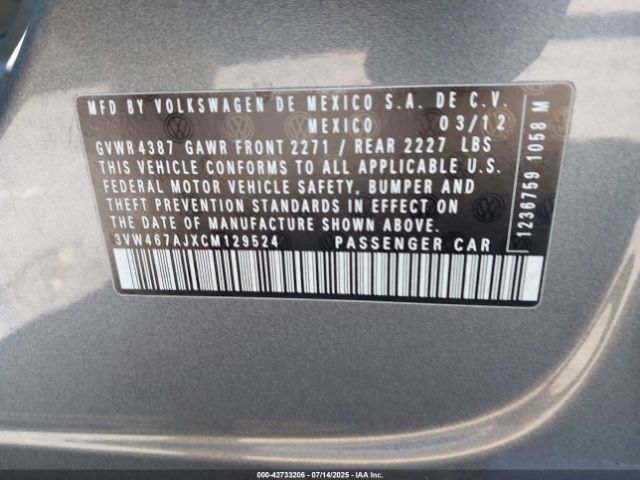 MFD BY VOLKSWAGEN DE MEXICO S.A. DE C.V.
MEXICO 03/12
GVWR 4387 GAWR FRONT 2271 / REAR 2227 LBS
THIS VEHICLE CONFORMS TO ALL APPLICABLE U.S.
FEDERAL MOTOR VEHICLE SAFETY, BUMPER AND
THEFT PREVENTION STANDARDS IN EFFECT ON
THE DATE OF MANUFACTURE SHOWN ABOVE.
3VW467AJXCM129524 PASSENGER CAR
1236759 1058 M
000-42733206 - 07/14/2025 - IAA Inc.